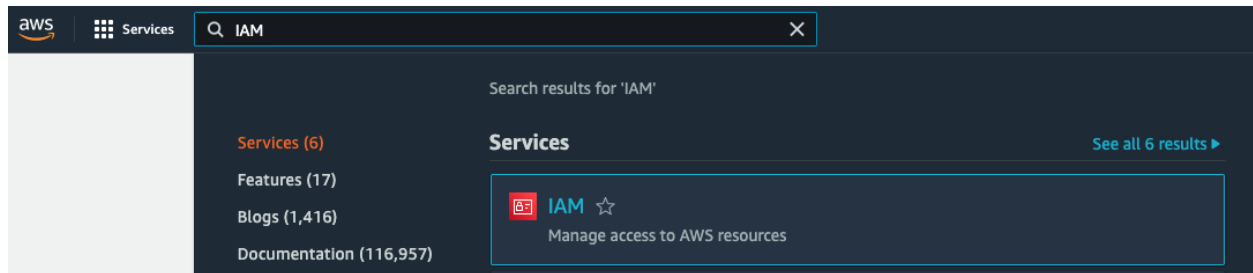 aws Services IAM
Search results for 'IAM'
Services (6)
Features (17)
Blogs (1,416)
Documentation (116,957)
Services
See all 6 results
IAM
Manage access to AWS resources